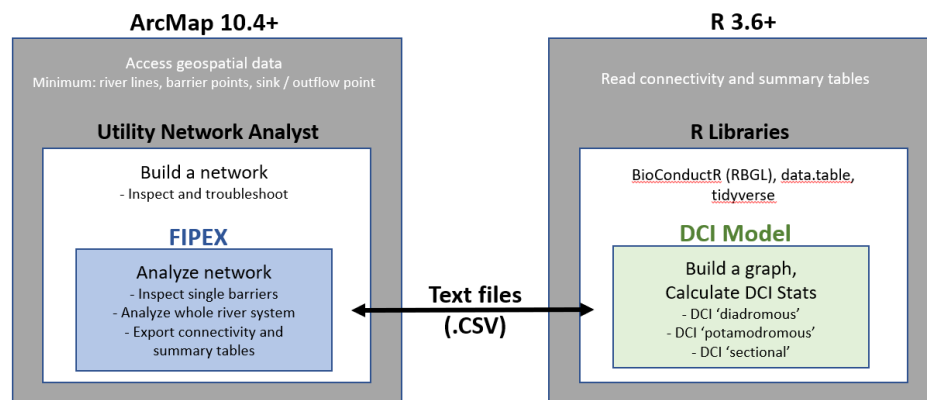 ArcMap 10.4+
Access geospatial data
Minimum: river lines, barrier points, sink / outflow point
Utility Network Analyst
Build a network
- Inspect and troubleshoot
FIPEX
Analyze network
- Inspect single barriers
- Analyze whole river system
- Export connectivity and
summary tables
Text files
(.CSV)
R 3.6+
Read connectivity and summary tables
R Libraries
BioConductR (RBGL), data.table,
tidyverse
DCI Model
Build a graph,
Calculate DCI Stats
- DCI ‘diadromous’
- DCI ‘potamodromous’
- DCI ‘sectional’